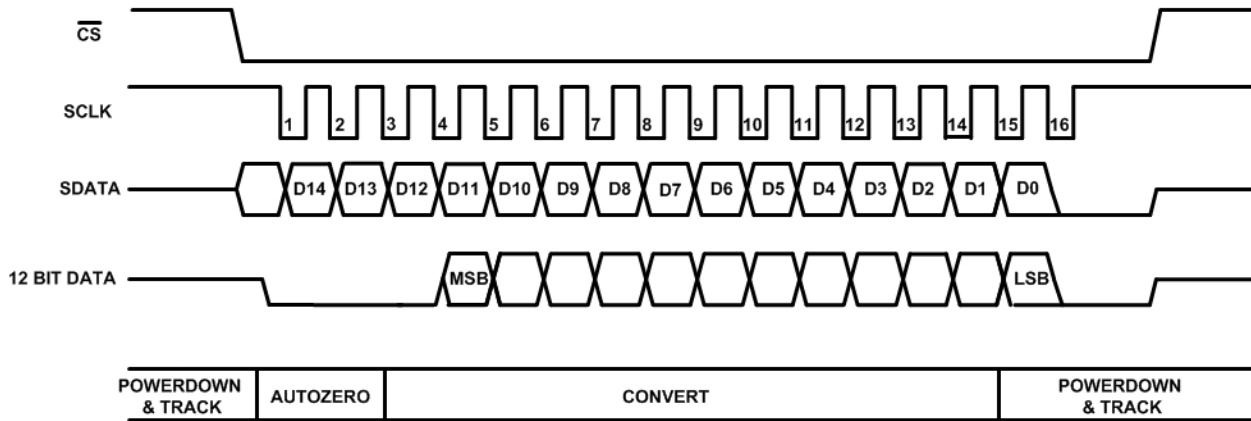 CS
SCLK
1 2 3 4 5 6 7 8 9 10 11 12 13 14 15 16
SDATA
D14 D13 D12 D11 D10 D9 D8 D7 D6 D5 D4 D3 D2 D1 D0
12 BIT DATA
MSB LSB
POWERDOWN
& TRACK
AUTOZERO
CONVERT
POWERDOWN
& TRACK